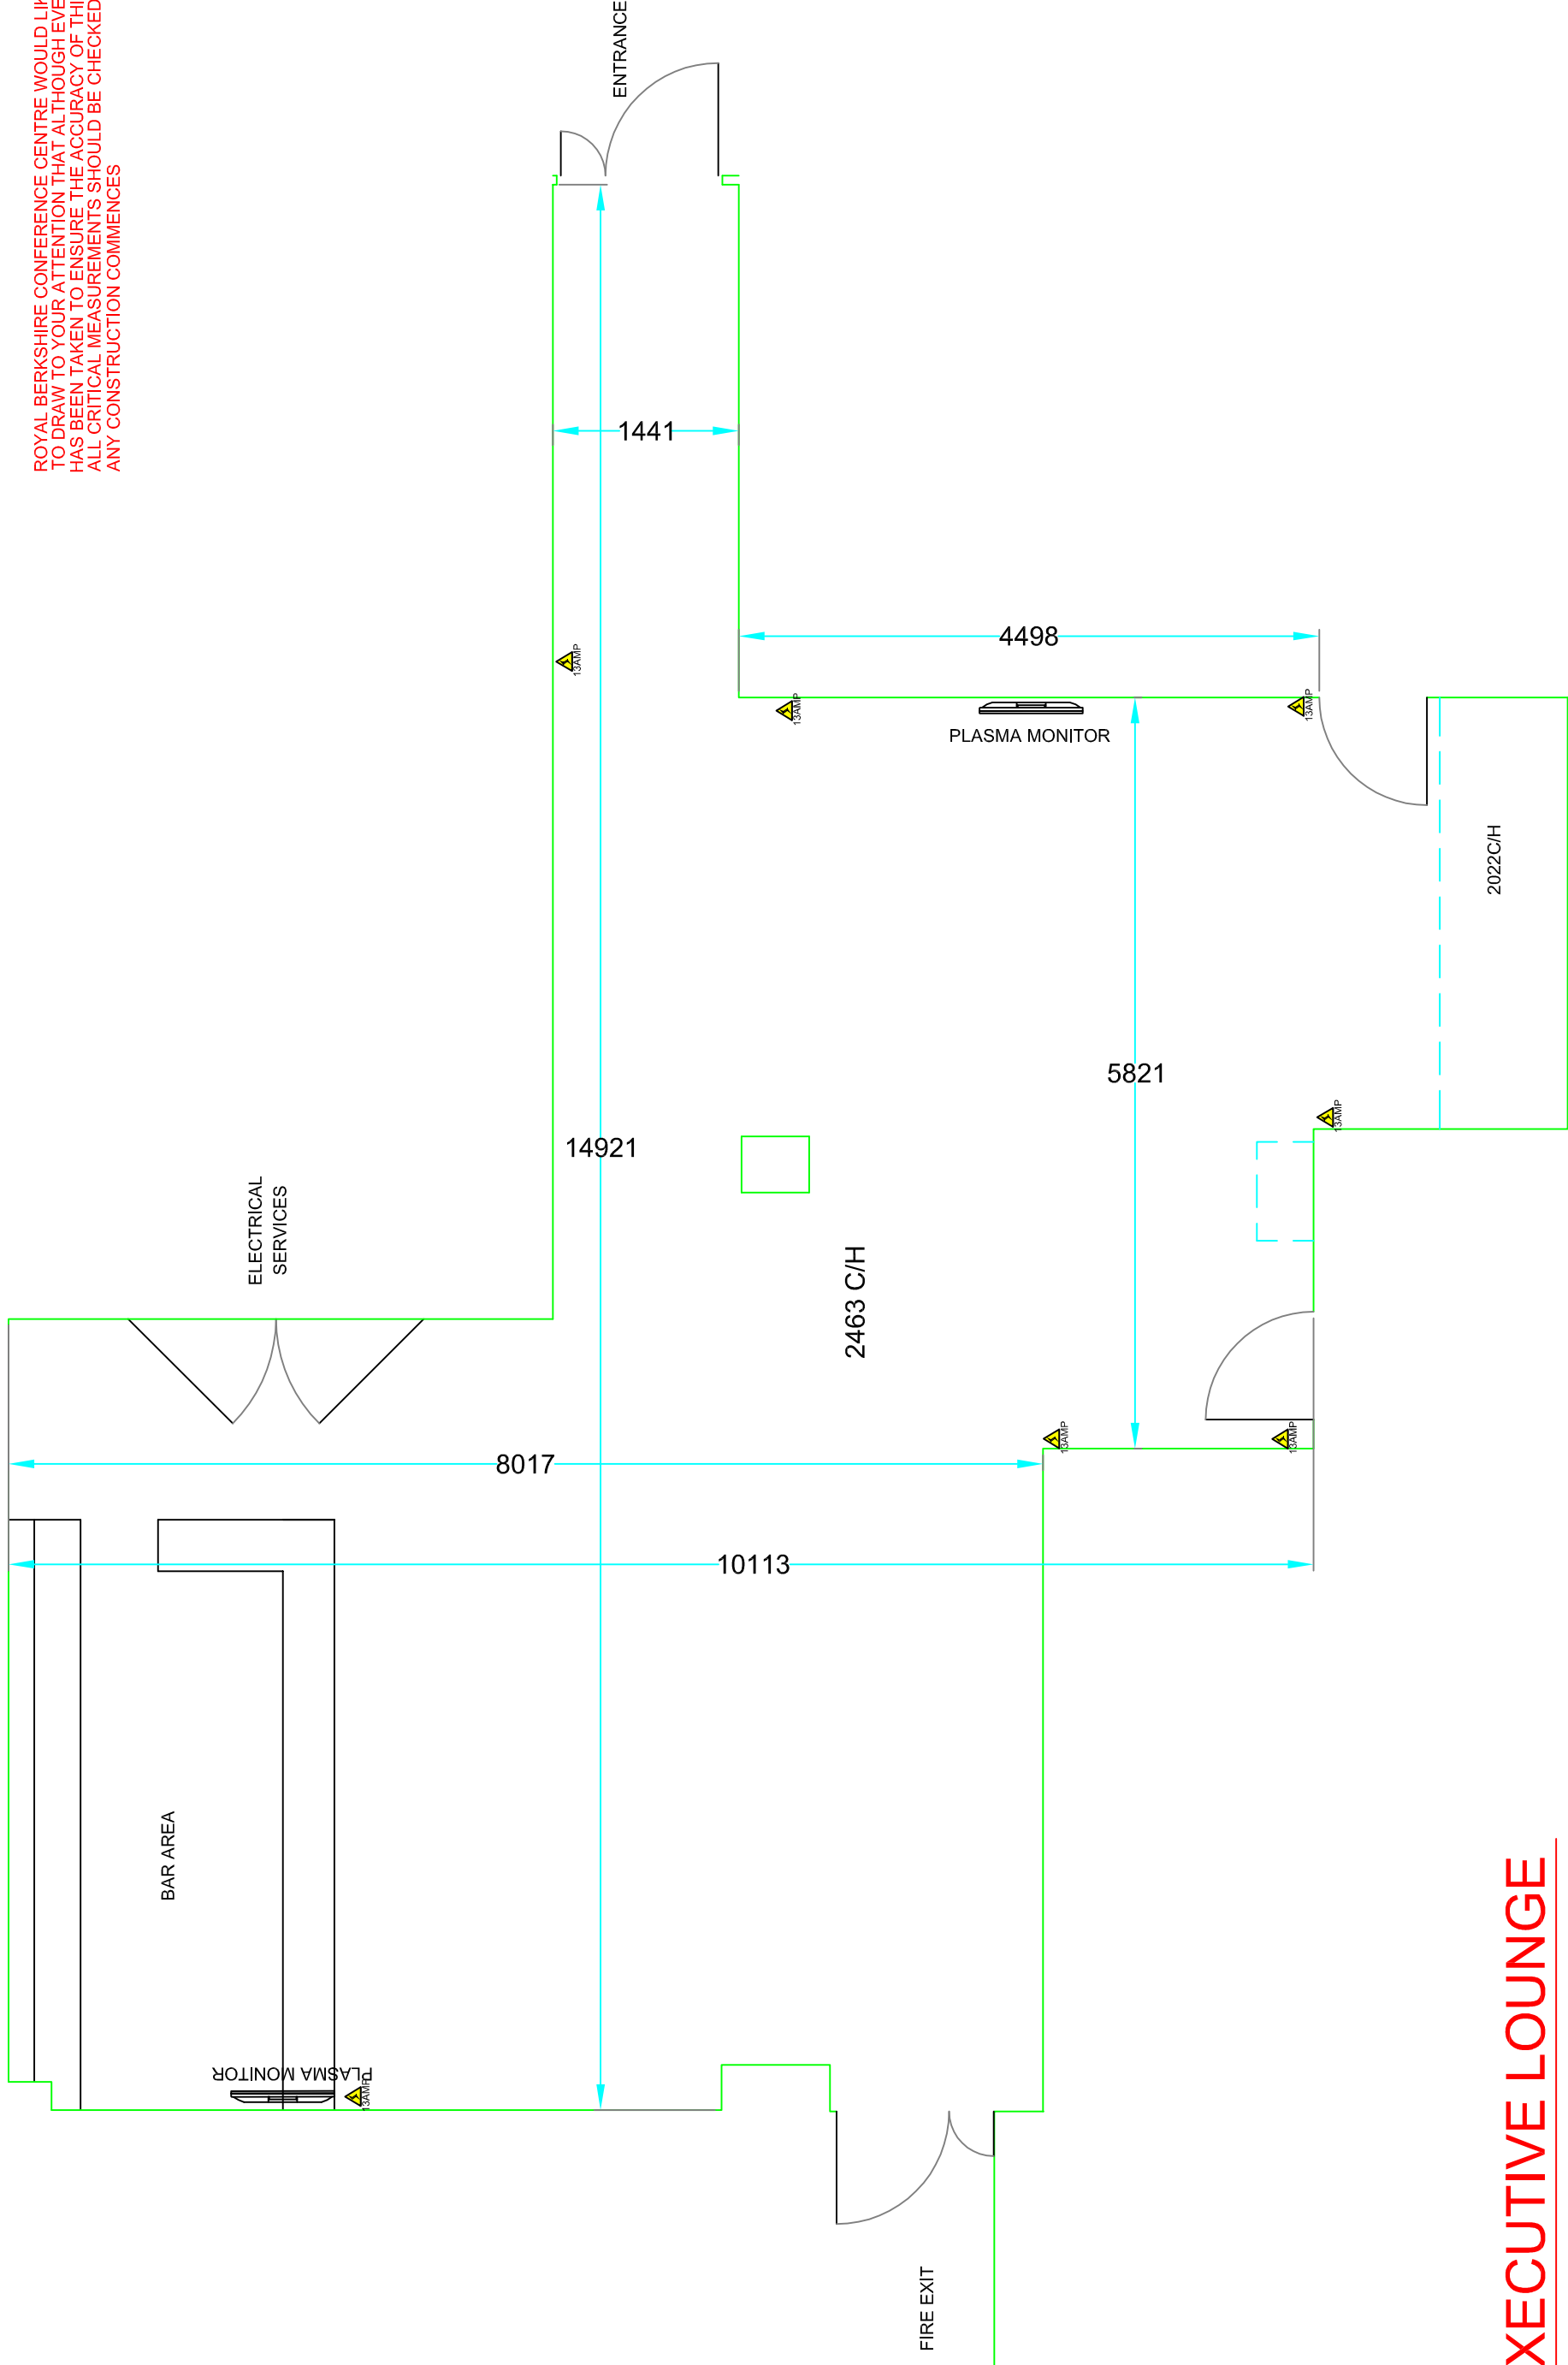 ROYAL BERKSHIRE CONFERENCE CENTRE WOULD
TO DRAW TO YOUR ATTENTION THAT ALTHOUGH
HAS BEEN TAKEN TO ENSURE THE ACCURACY OF
ALL CRITICAL MEASUREMENTS SHOULD BE CHECKED
ANY CONSTRUCTION COMMENCES
ENTRANCE
1441
4498
13AMP
13AMP
PLASMA MONITOR
13AMP
2022C/H
5821
13AMP
14921
ELECTRICAL
SERVICES
2463 C/H
13AMP
13AMP
8017
10113
BAR AREA
PLASMA MONITOR
13AMP
FIRE EXIT
XECUTIVE LOUNGE